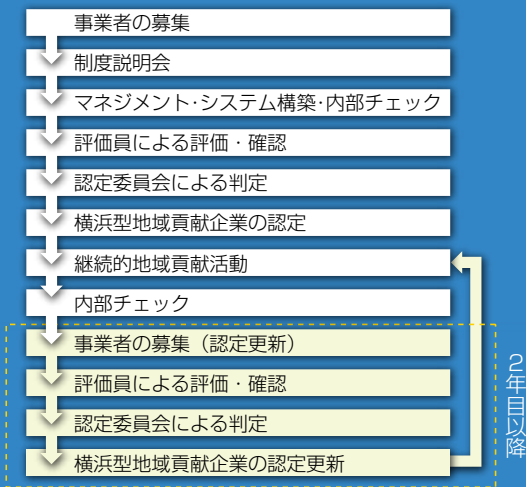 事業者の募集
制度説明会
マネジメント・システム構築・内部チェック
評価員による評価・確認
認定委員会による判定
横浜型地域貢献企業の認定
継続的地域貢献活動
内部チェック
事業者の募集（認定更新）
評価員による評価・確認
認定委員会による判定
横浜型地域貢献企業の認定更新
２年目以降